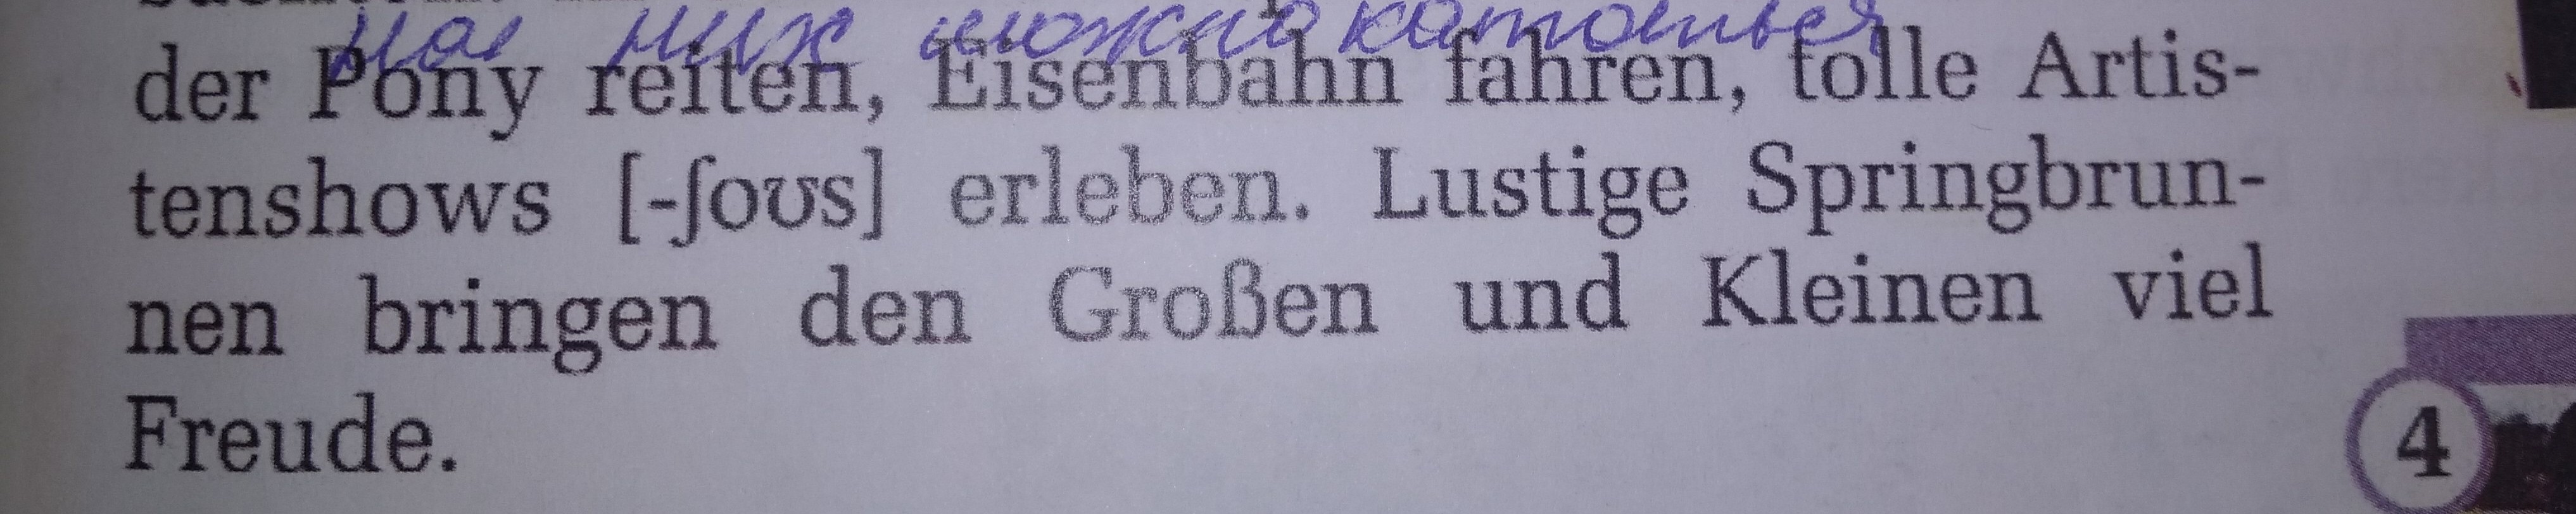 на них можно кататься
der Pony reiten, Eisenbahn fahren, tolle Artis-
tenshows [-ʃoʊs] erleben. Lustige Springbrun-
nen bringen den Großen und Kleinen viel
Freude.
4